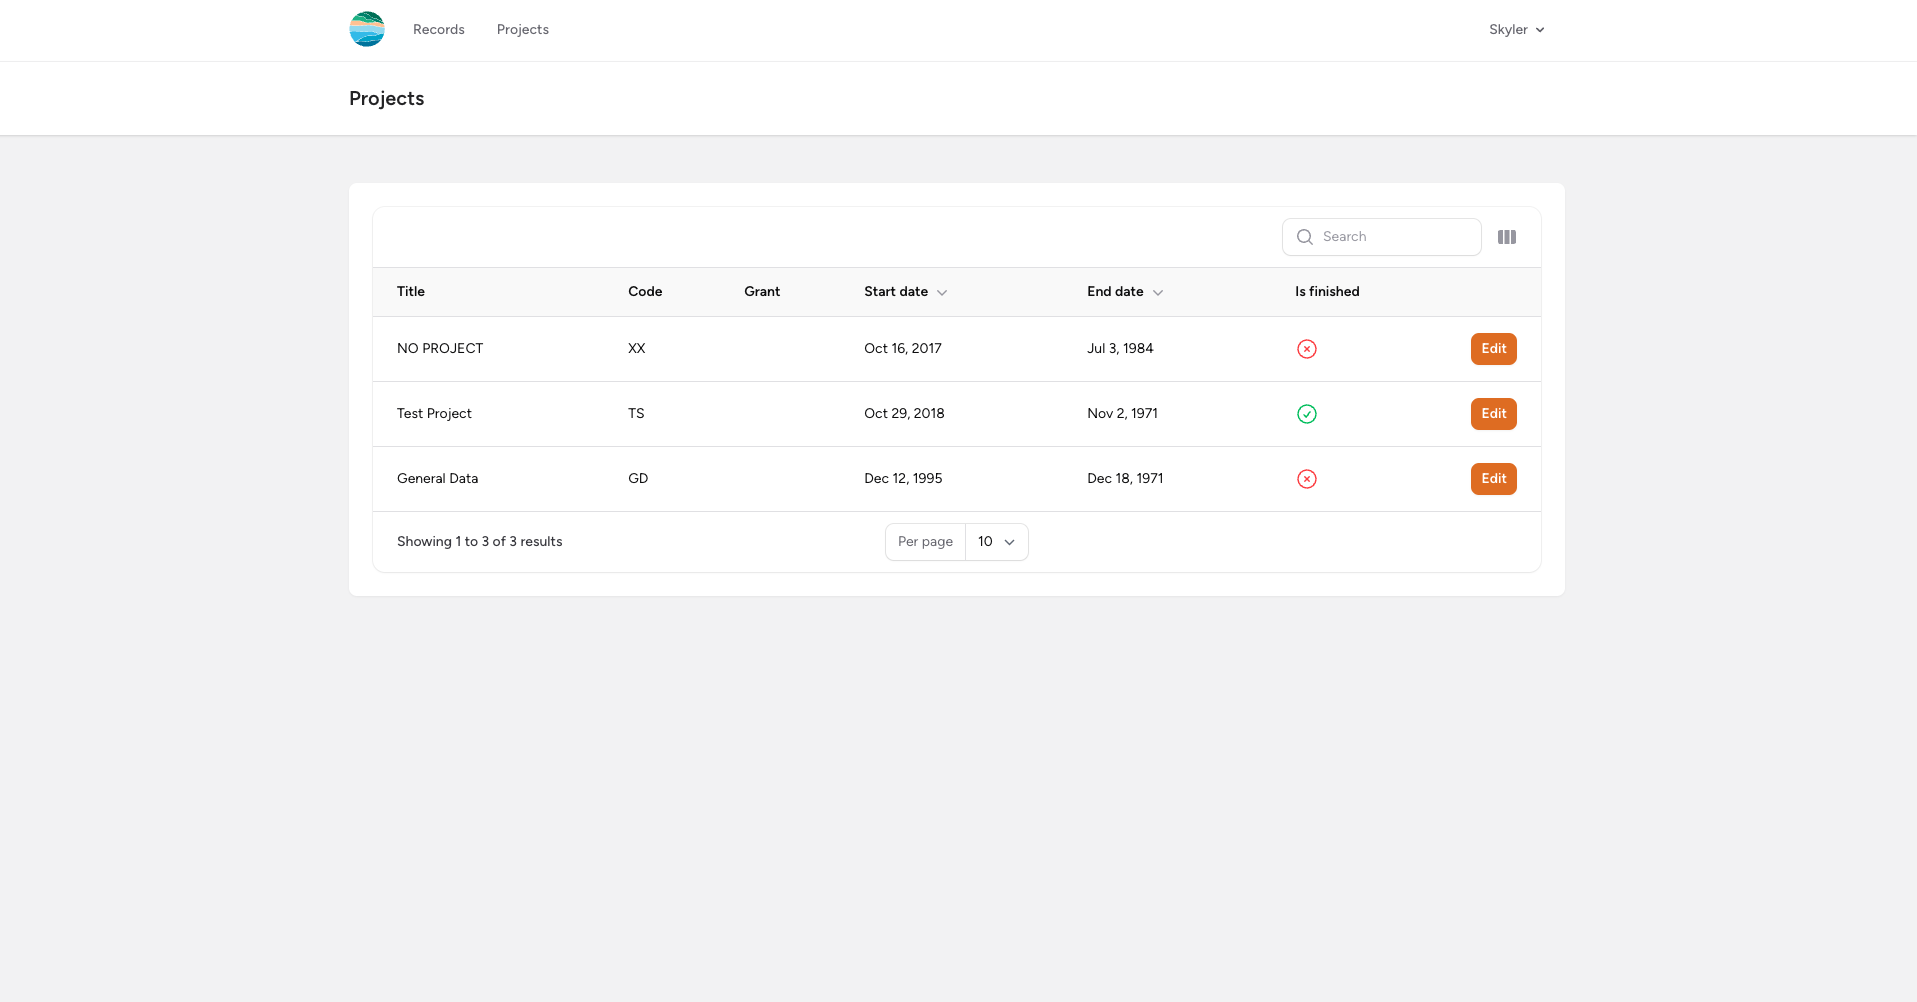 Records Projects Skyler
Projects
Search
Title Code Grant Start date End date Is finished
NO PROJECT XX Oct 16, 2017 Jul 3, 1984 Edit
Test Project TS Oct 29, 2018 Nov 2, 1971 Edit
General Data GD Dec 12, 1995 Dec 18, 1971 Edit
Showing 1 to 3 of 3 results Per page 10